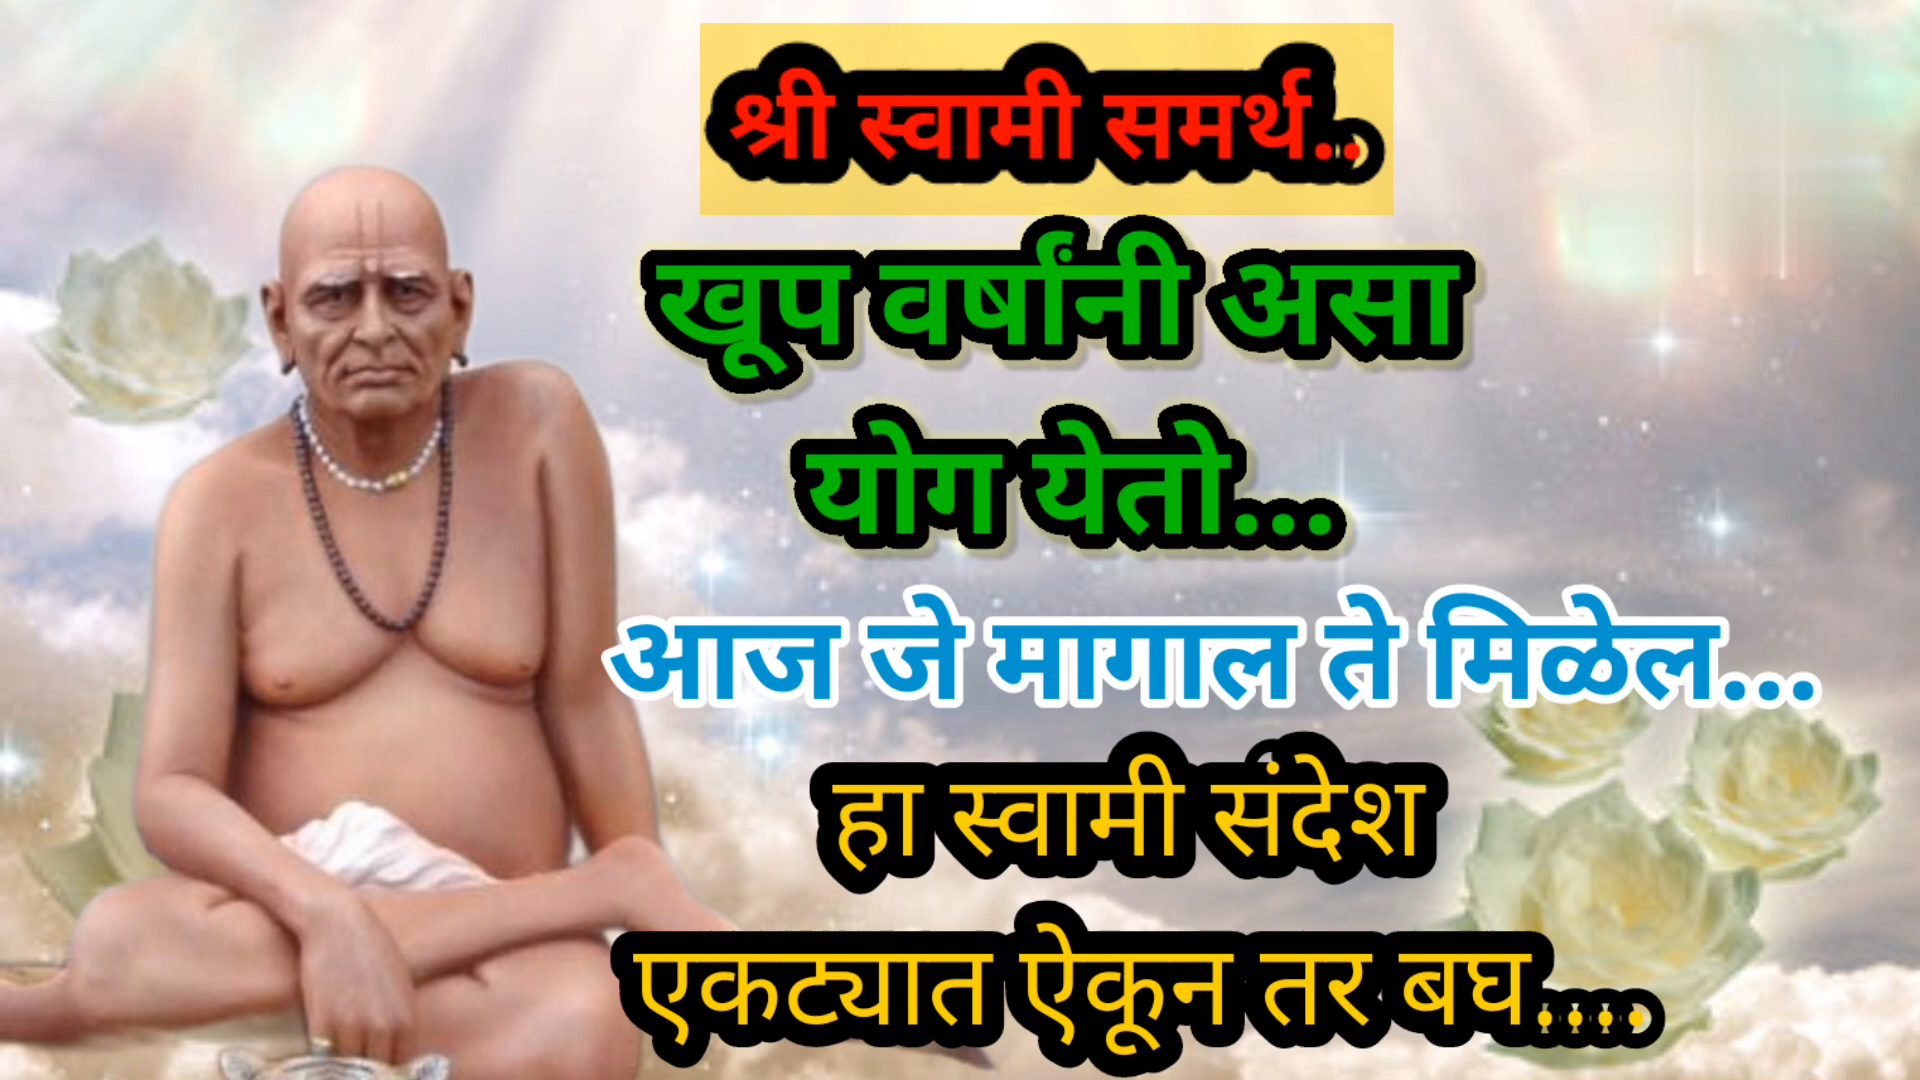 श्री स्वामी समर्थ..,
खूप वर्षांनी असा
योग येतो...
आज जे मागाल ते मिळेल...
हा स्वामी संदेश
एकट्यात ऐकून तर बघ....,